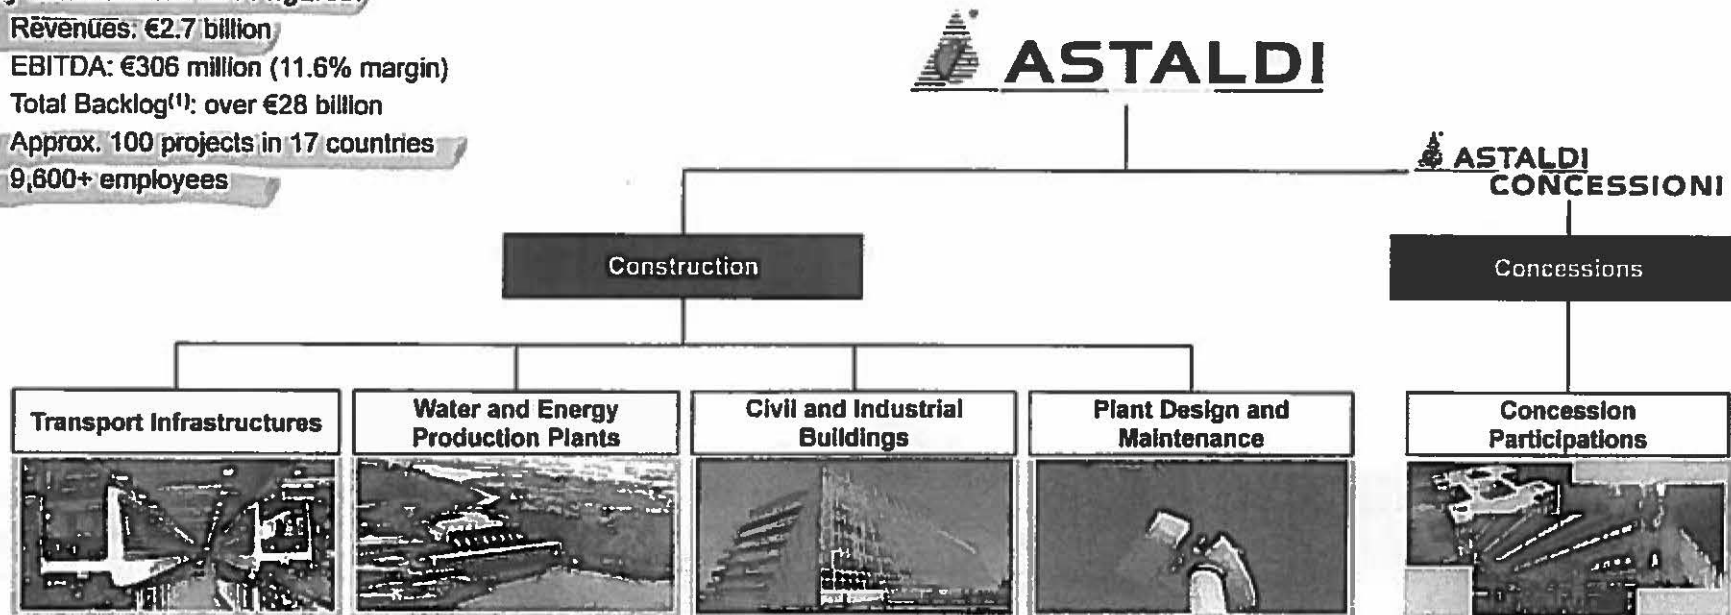 Revenues: €2.7 billion
EBITDA: €306 million (11.6% margin)
Total Backlog(1): over €28 billion
Approx. 100 projects in 17 countries
9,600+ employees
ASTALDI
ASTALDI
CONCESSIONI
Construction
Concessions
Transport Infrastructures
Water and Energy
Production Plants
Civil and Industrial
Buildings
Plant Design and
Maintenance
Concession
Participations